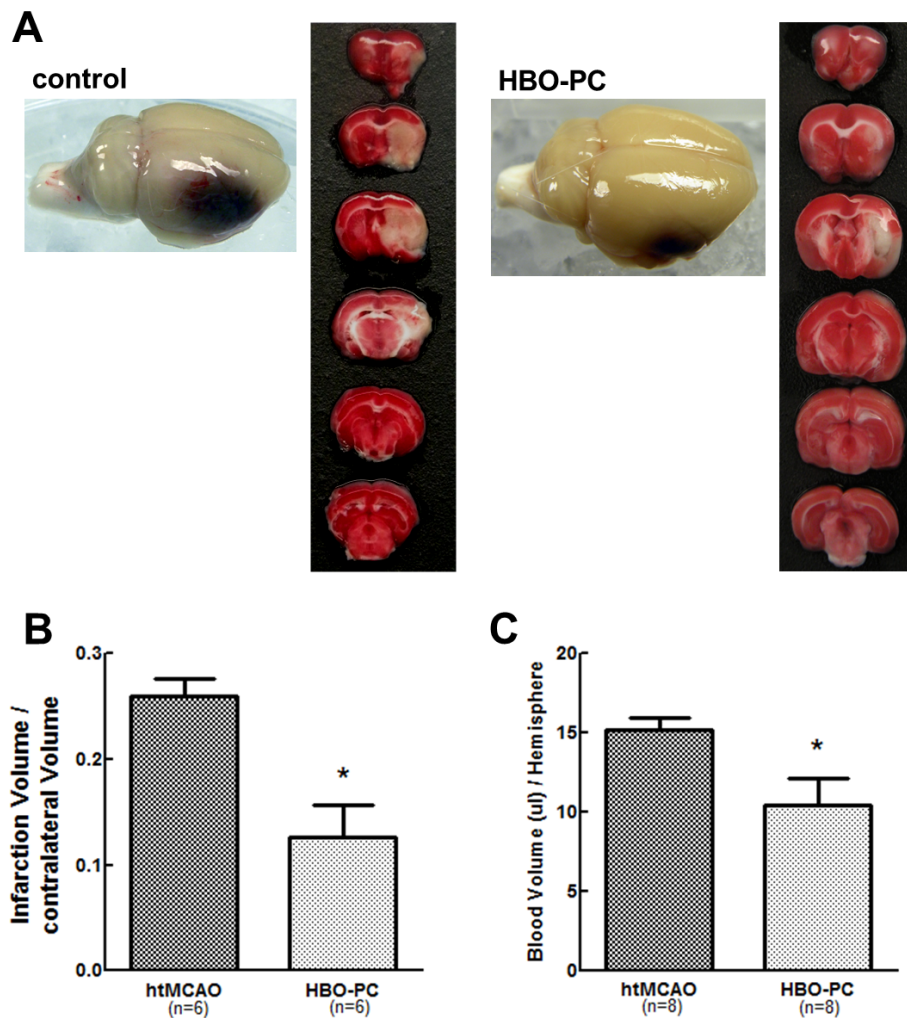 A
control
HBO-PC
B
0.3
0.2
0.1
0.0
Infarction Volume /
contralateral Volume
*
htMCAO
(n=6)
HBO-PC
(n=6)
C
20
15
10
5
0
Blood Volume (ul) / Hemisphere
*
htMCAO
(n=8)
HBO-PC
(n=8)